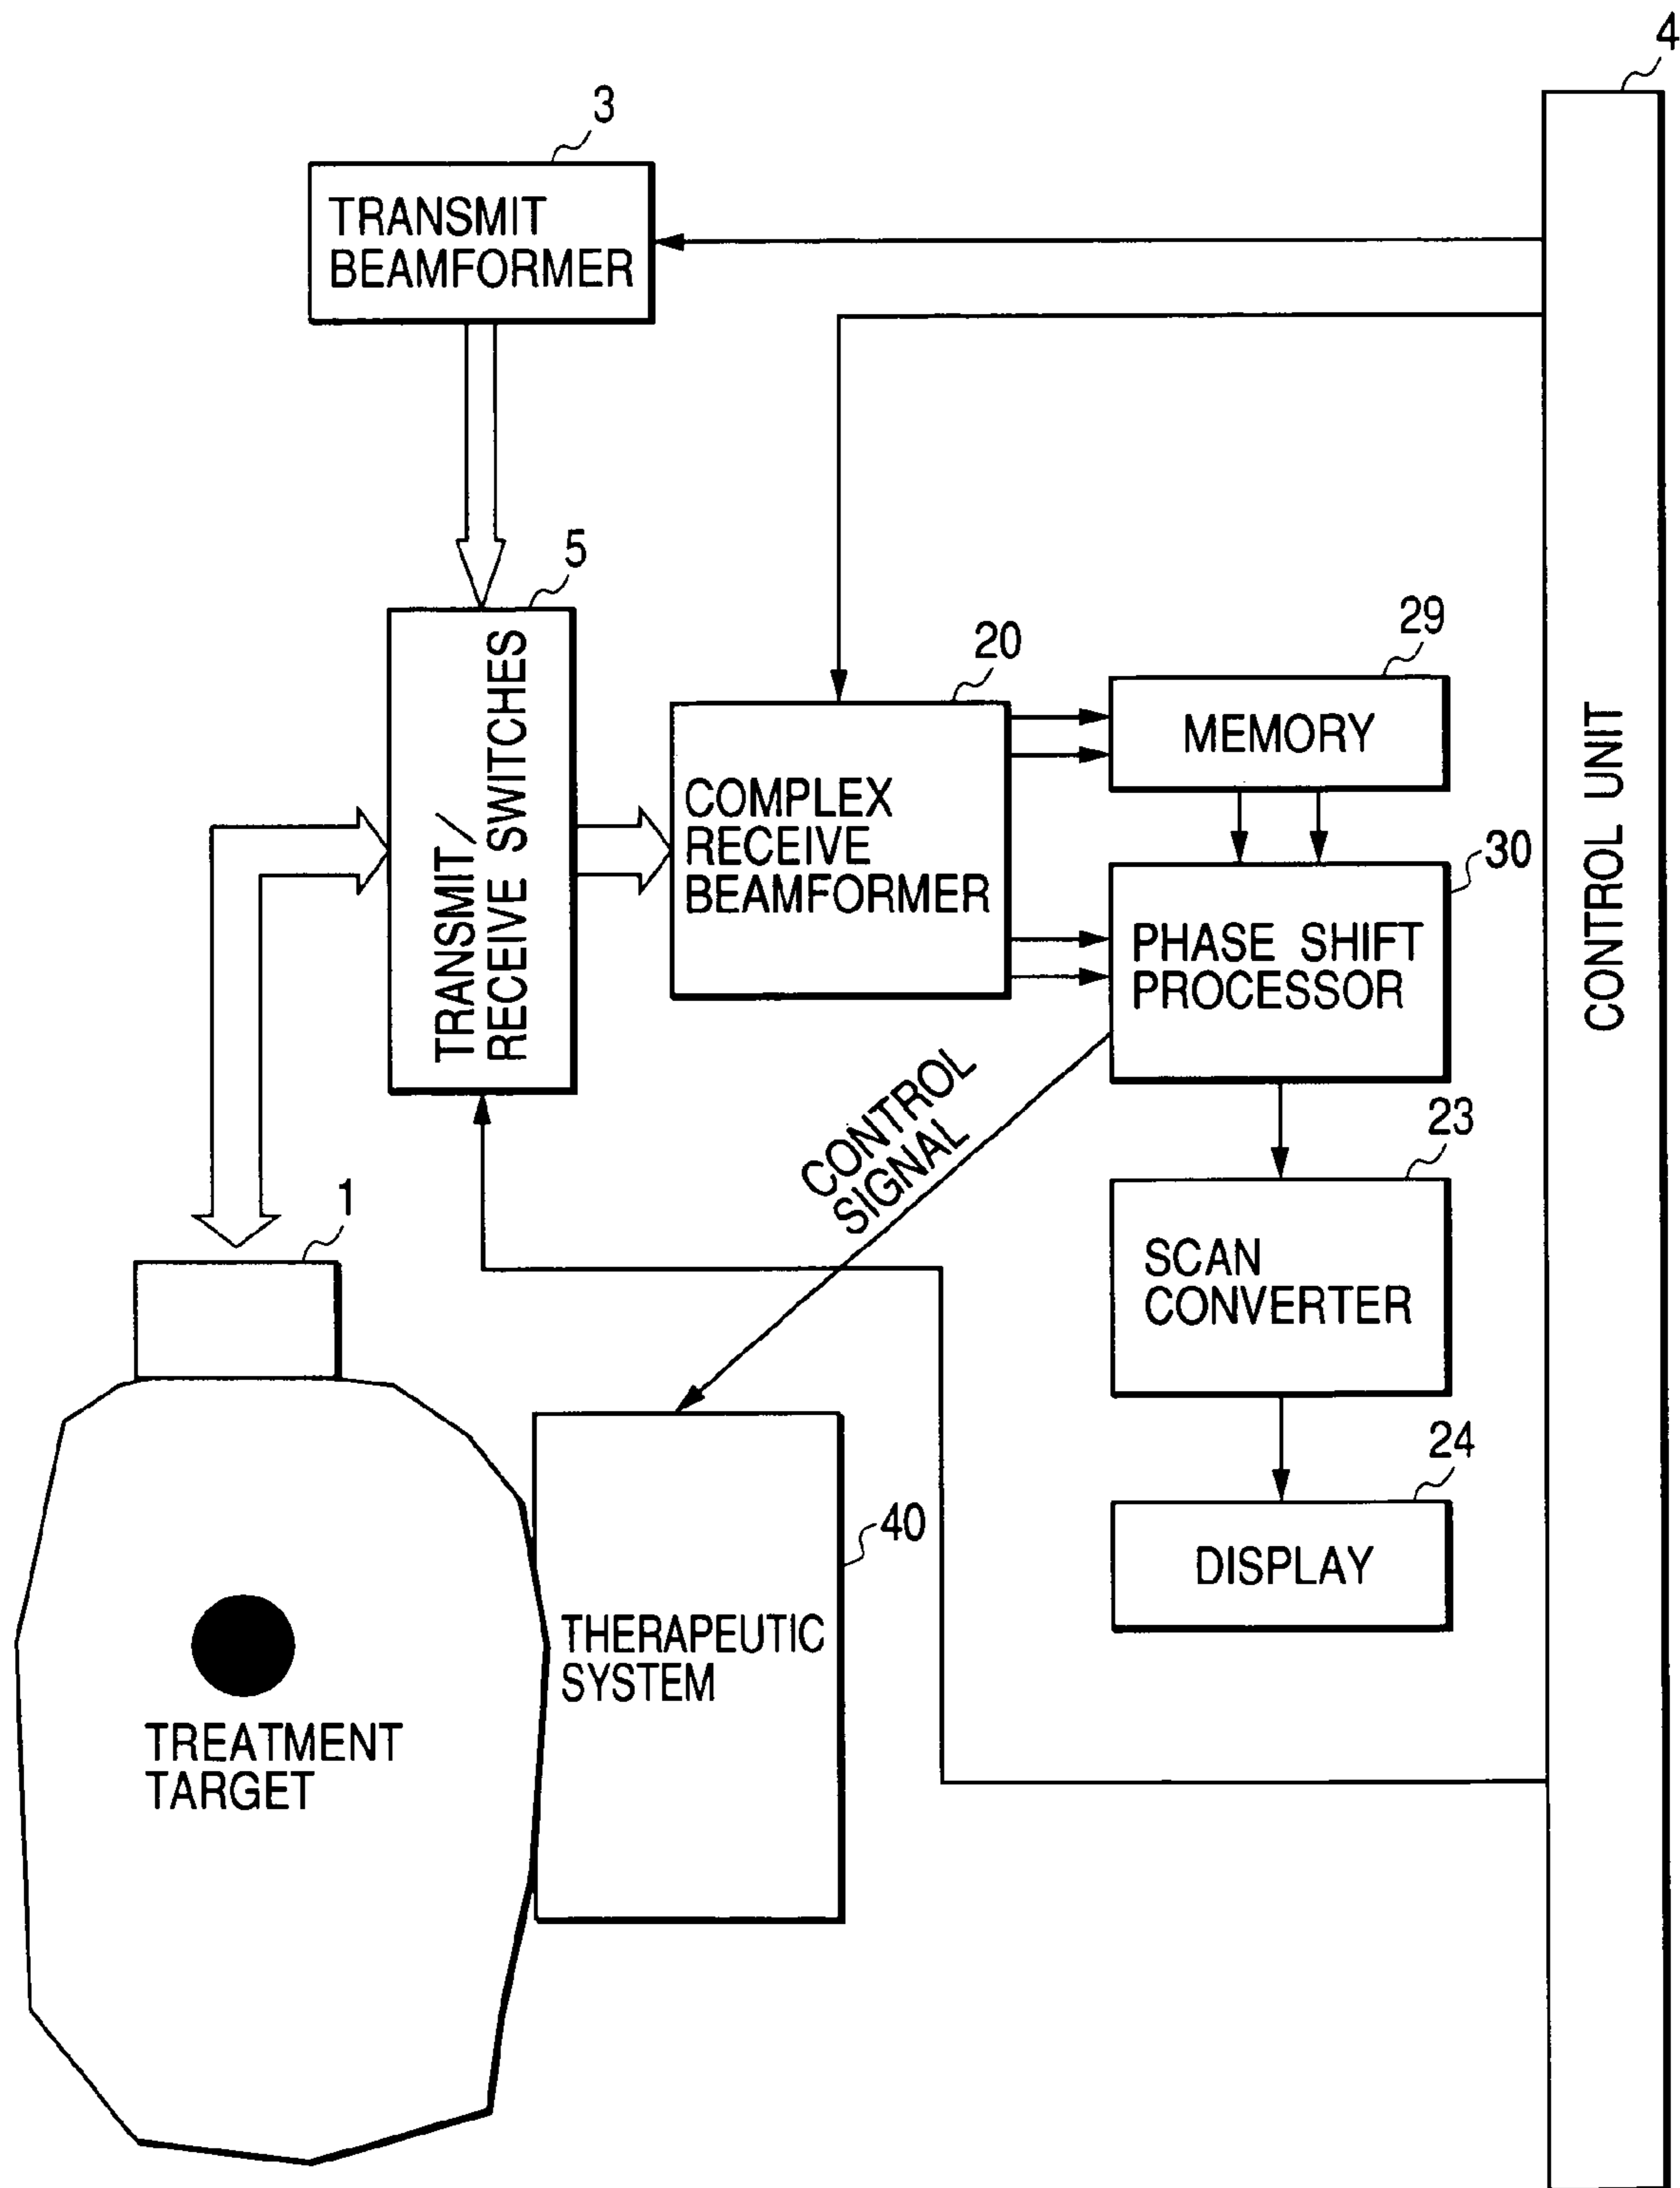 4
3
TRANSMIT
BEAMFORMER
5
TRANSMIT/
RECEIVE SWITCHES
20
COMPLEX
RECEIVE
BEAMFORMER
29
MEMORY
30
PHASE SHIFT
PROCESSOR
CONTROL UNIT
CONTROL
SIGNAL
23
SCAN
CONVERTER
1
24
DISPLAY
40
THERAPEUTIC
SYSTEM
TREATMENT
TARGET